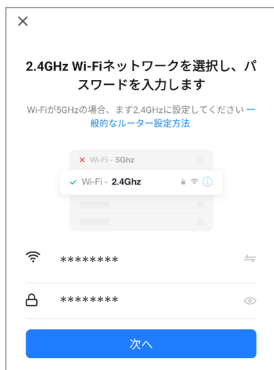 2.4GHz Wi-Fiネットワークを選択し、パ
スワードを入力します
Wi-Fiが5GHzの場合、まず2.4GHzに設定してください 一
般的なルーター設定方法
Wi-Fi - 5Ghz
Wi-Fi - 2.4Ghz
********
********
次へ